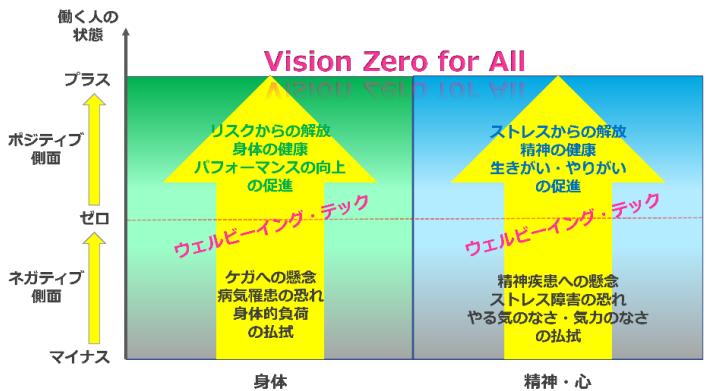 働く人の
状態
Vision Zero for All
プラス
ポジティブ
側面
ゼロ
ネガティブ
側面
マイナス
リスクからの解放
身体の健康
パフォーマンスの向上
の促進
ウェルビーイング・テック
ケガへの懸念
病気罹患の恐れ
身体的負荷
の払拭
身体
ストレスからの解放
精神の健康
生きがい・やりがい
の促進
ウェルビーイング・テック
精神疾患への懸念
ストレス障害の恐れ
やる気のなさ・気力のなさ
の払拭
精神・心